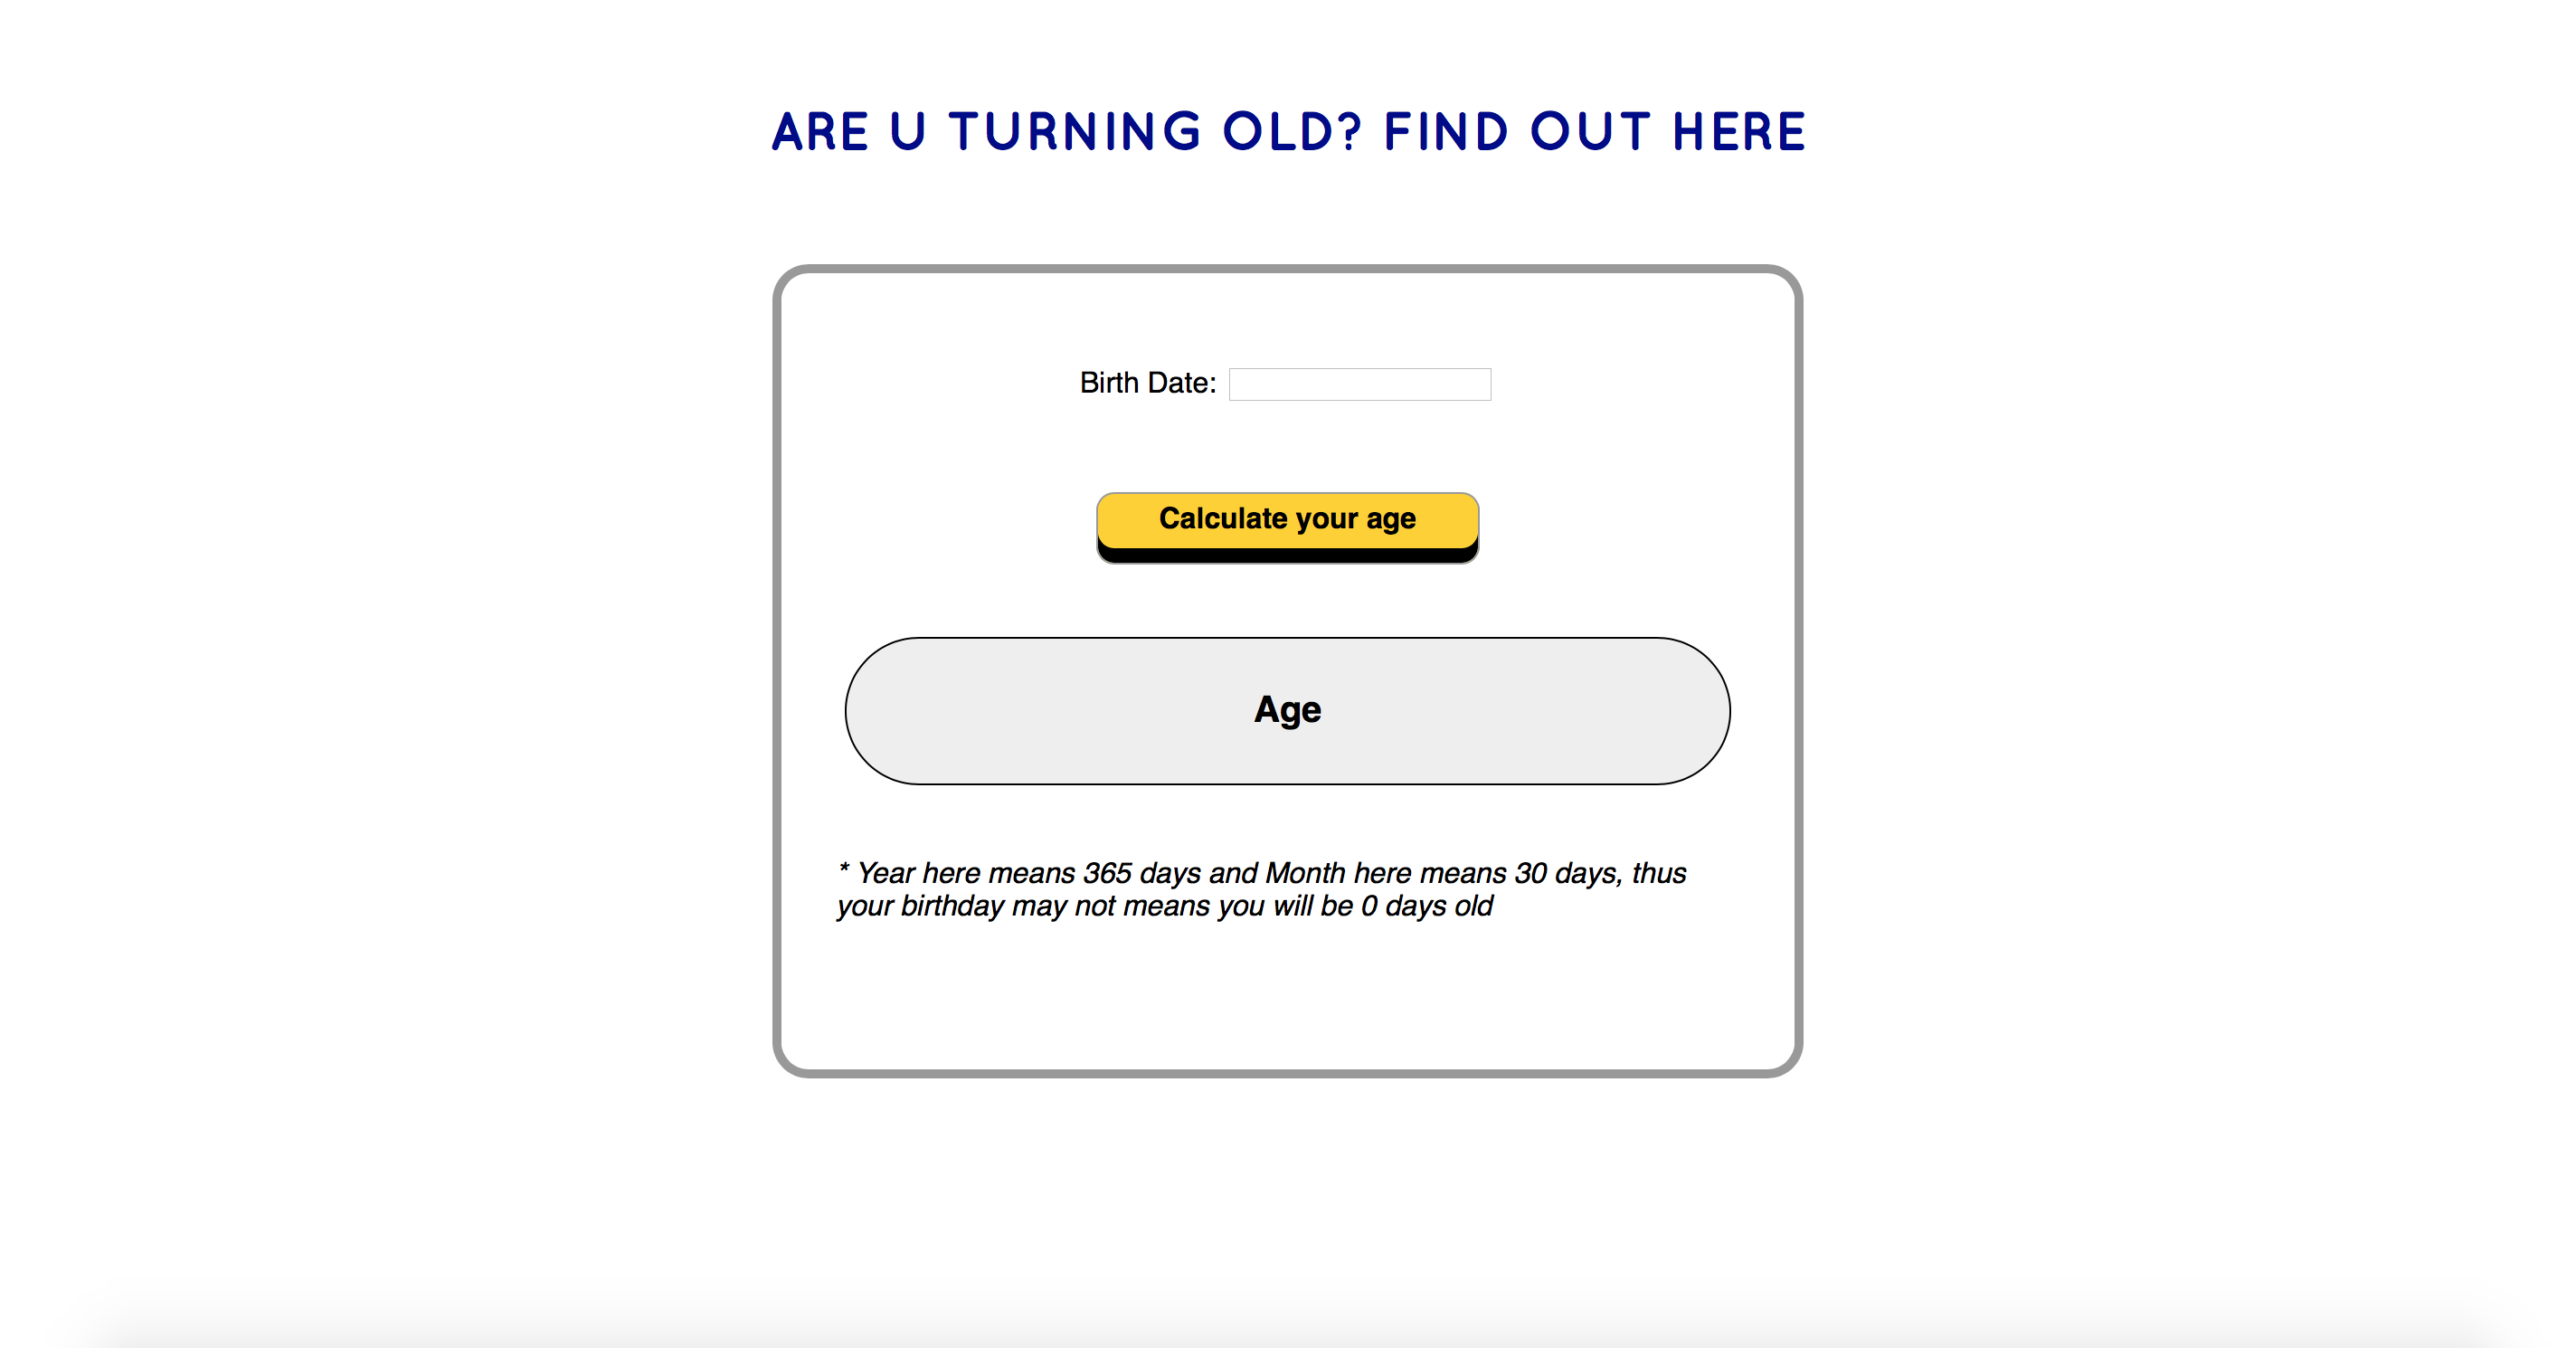 ARE U TURNING OLD? FIND OUT HERE
Birth Date:
Calculate your age
Age
* Year here means 365 days and Month here means 30 days, thus
your birthday may not means you will be 0 days old